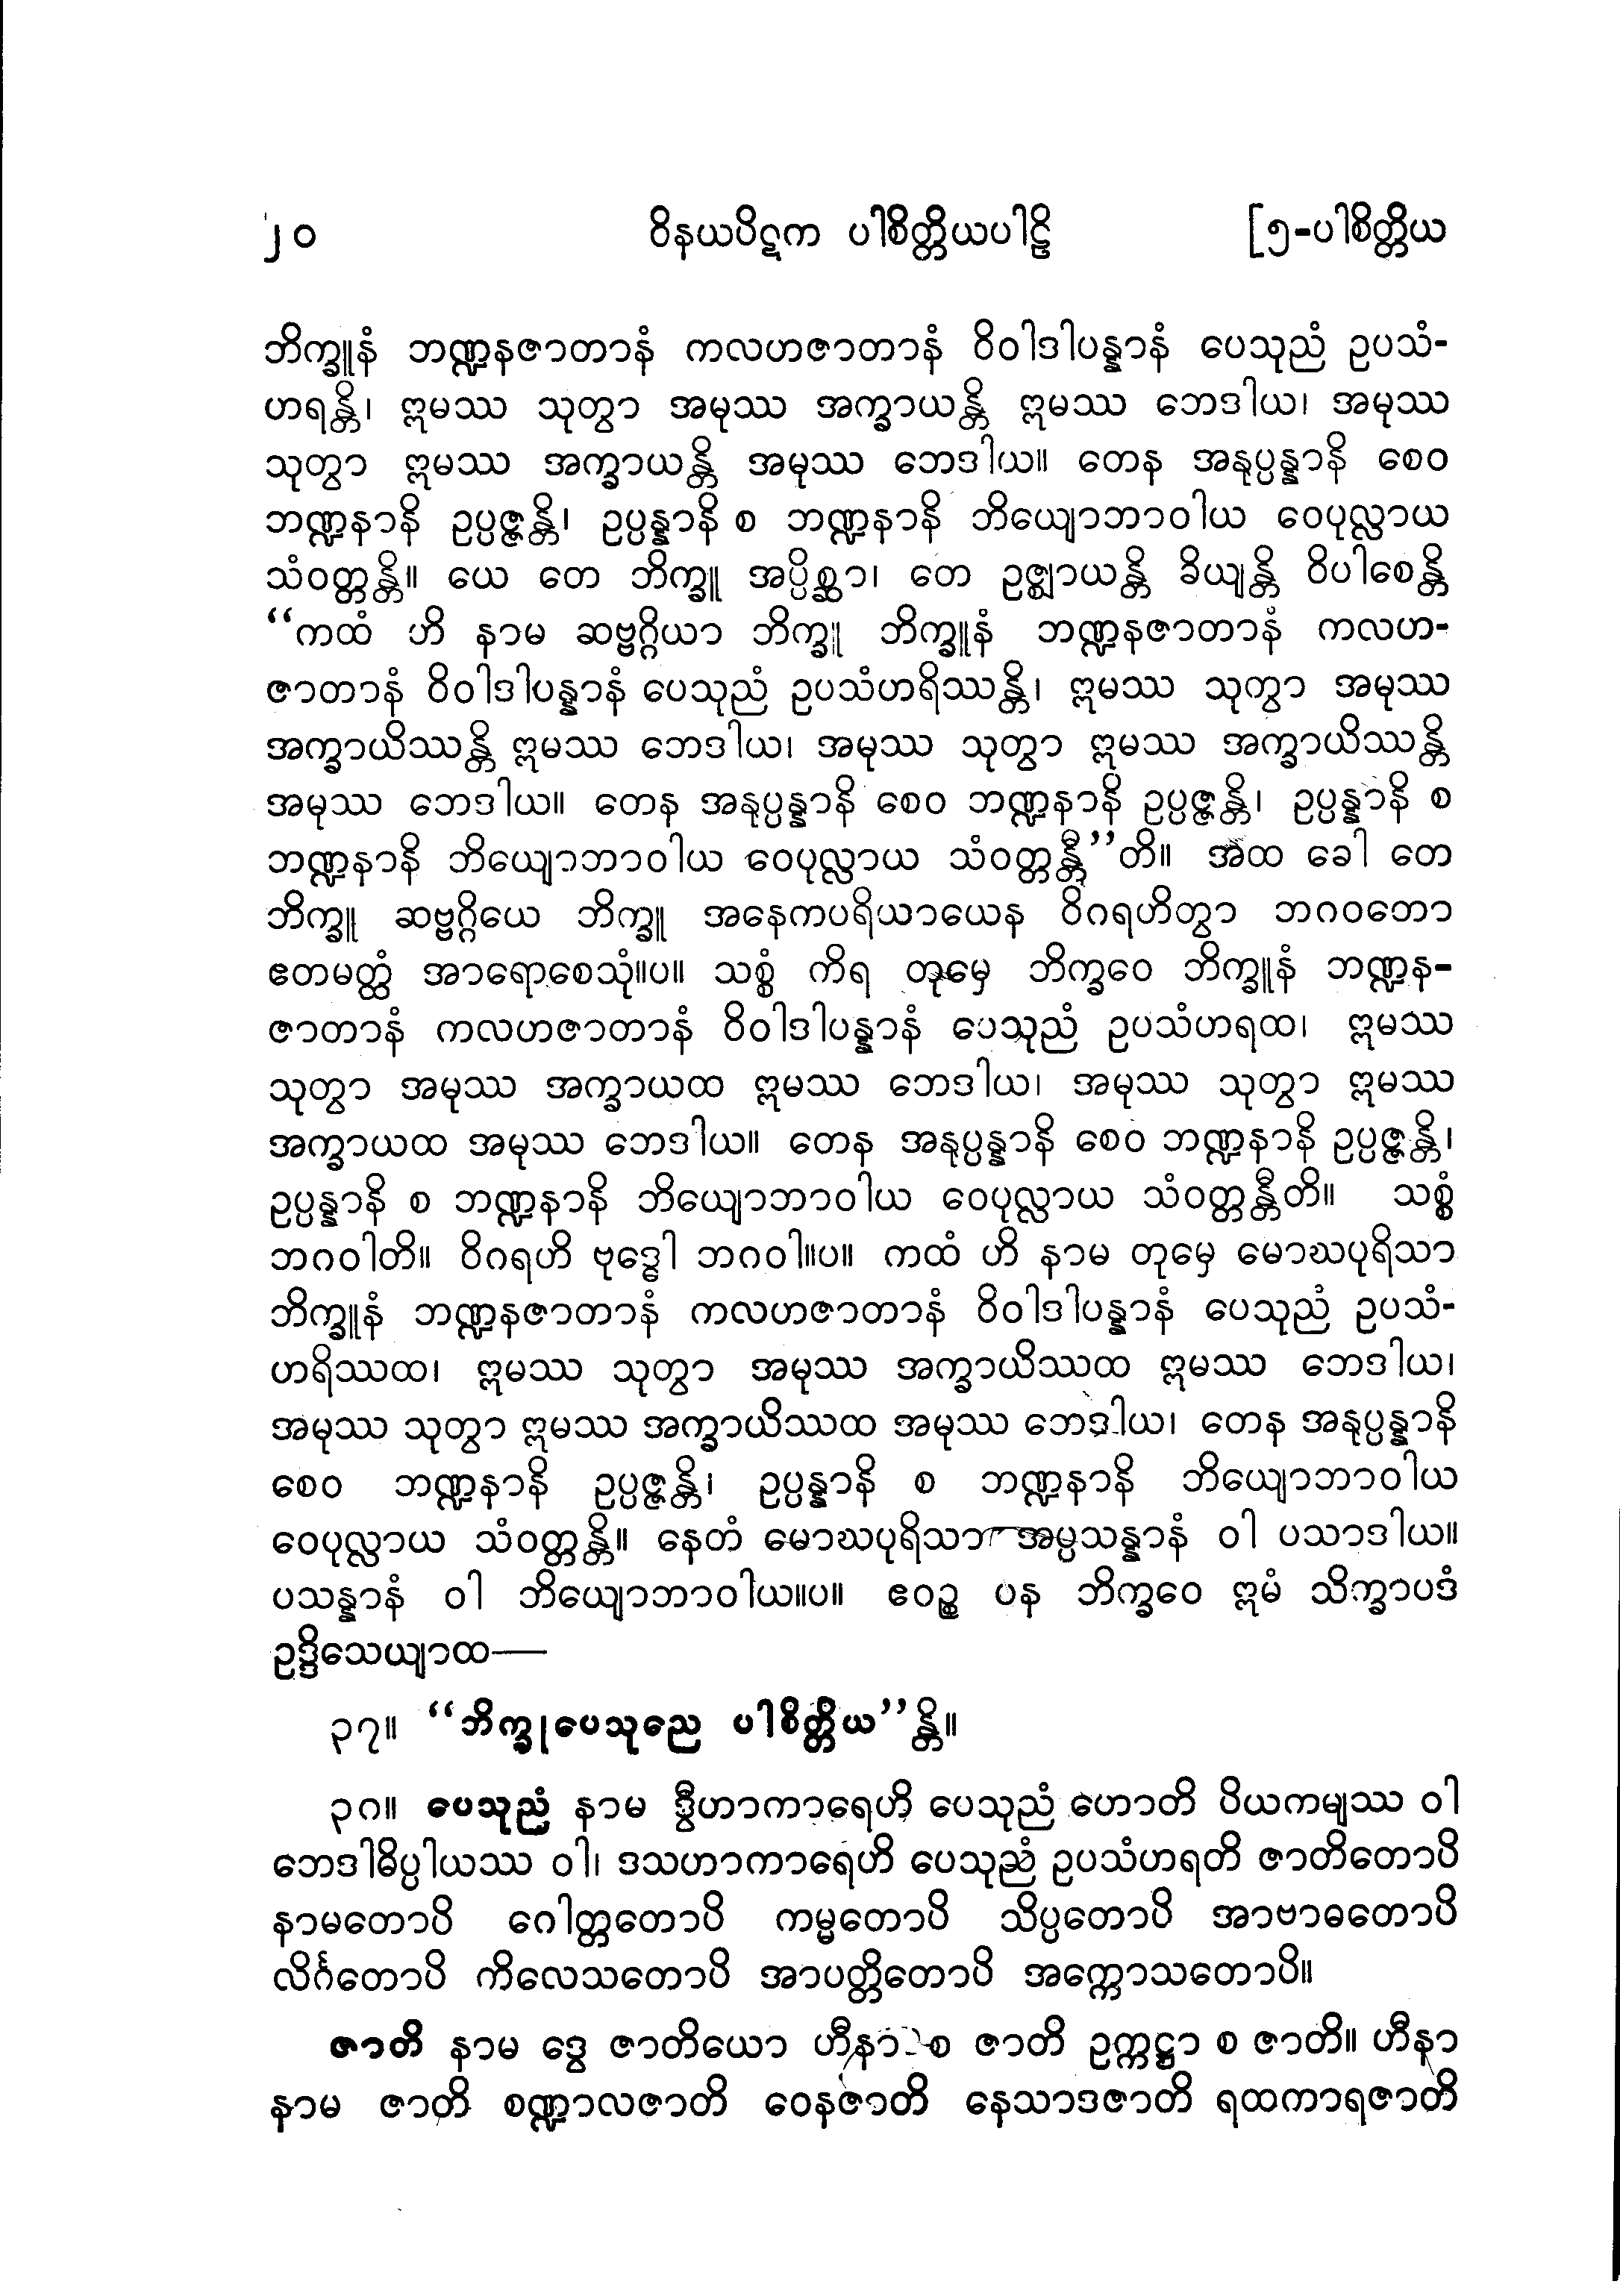 ၂၀ ဝိနယပိဋက ပါစိတ္တိယပါဠိ [၅-ပါစိတ္တိယ
ဘိက္ခူနံ ဘဏ္ဍနဇာတာနံ ကလဟဇာတာနံ ဝိဝါဒါပန္နာနံ ပေသုညံ ဥပသံ-
ဟရန္တိ၊ ဣမဿ သုတွာ အမုဿ အက္ခာယန္တိ ဣမဿ ဘေဒါယ၊ အမုဿ
သုတွာ ဣမဿ အက္ခာယန္တိ အမုဿ ဘေဒါယ။ တေန အနုပ္ပန္နာနိ စေဝ
ဘဏ္ဍနာနိ ဥပ္ပဇ္ဇန္တိ၊ ဥပ္ပန္နာနိ စ ဘဏ္ဍနာနိ ဘိယျောဘာဝါယ ဝေပုလ္လာယ
သံဝတ္တန္တိ။ ယေ တေ ဘိက္ခူ အပ္ပိစ္ဆာ၊ တေ ဥဇ္ဈာယန္တိ ခိယျန္တိ ဝိပါစေန္တိ
“ကထံ ဟိ နာမ ဆဗ္ဗဂ္ဂိယာ ဘိက္ခူ ဘိက္ခူနံ ဘဏ္ဍနဇာတာနံ ကလဟ-
ဇာတာနံ ဝိဝါဒါပန္နာနံ ပေသုညံ ဥပသံဟရိဿန္တိ၊ ဣမဿ သုတွာ အမုဿ
အက္ခာယိဿန္တိ ဣမဿ ဘေဒါယ၊ အမုဿ သုတွာ ဣမဿ အက္ခာယိဿန္တိ
အမုဿ ဘေဒါယ။ တေန အနုပ္ပန္နာနိ စေဝ ဘဏ္ဍနာနိ ဥပ္ပဇ္ဇန္တိ၊ ဥပ္ပန္နာနိ စ
ဘဏ္ဍနာနိ ဘိယျောဘာဝါယ ဝေပုလ္လာယ သံဝတ္တန္တီ”တိ။ အထ ခေါ တေ
ဘိက္ခူ ဆဗ္ဗဂ္ဂိယေ ဘိက္ခူ အနေကပရိယာယေန ဝိဂရဟိတွာ ဘဂဝတော
ဧတမတ္ထံ အာရောစေသုံ။ပ။ သစ္စံ ကိရ တုမှေ ဘိက္ခဝေ ဘိက္ခူနံ ဘဏ္ဍန-
ဇာတာနံ ကလဟဇာတာနံ ဝိဝါဒါပန္နာနံ ပေသုညံ ဥပသံဟရထ၊ ဣမဿ
သုတွာ အမုဿ အက္ခာယထ ဣမဿ ဘေဒါယ၊ အမုဿ သုတွာ ဣမဿ
အက္ခာယထ အမုဿ ဘေဒါယ။ တေန အနုပ္ပန္နာနိ စေဝ ဘဏ္ဍနာနိ ဥပ္ပဇ္ဇန္တိ၊
ဥပ္ပန္နာနိ စ ဘဏ္ဍနာနိ ဘိယျောဘာဝါယ ဝေပုလ္လာယ သံဝတ္တန္တီတိ။ သစ္စံ
ဘဂဝါတိ။ ဝိဂရဟိ ဗုဒ္ဓေါ ဘဂဝါ။ပ။ ကထံ ဟိ နာမ တုမှေ မောဃပုရိသာ
ဘိက္ခူနံ ဘဏ္ဍနဇာတာနံ ကလဟဇာတာနံ ဝိဝါဒါပန္နာနံ ပေသုညံ ဥပသံ-
ဟရိဿထ၊ ဣမဿ သုတွာ အမုဿ အက္ခာယိဿထ ဣမဿ ဘေဒါယ၊
အမုဿ သုတွာ ဣမဿ အက္ခာယိဿထ အမုဿ ဘေဒါယ၊ တေန အနုပ္ပန္နာနိ
စေဝ ဘဏ္ဍနာနိ ဥပ္ပဇ္ဇန္တိ၊ ဥပ္ပန္နာနိ စ ဘဏ္ဍနာနိ ဘိယျောဘာဝါယ
ဝေပုလ္လာယ သံဝတ္တန္တိ။ နေတံ မောဃပုရိသာ အပ္ပသန္နာနံ ဝါ ပသာဒါယ။
ပသန္နာနံ ဝါ ဘိယျောဘာဝါယ။ပ။ ဧဝဉ္စ ပန ဘိက္ခဝေ ဣမံ သိက္ခာပဒံ
ဥဒ္ဒိသေယျာထ—
၃၇။ “ဘိက္ခုပေသုညေ ပါစိတ္တိယ”န္တိ။
၃၈။ ပေသုညံ နာမ ဒွီဟာကာရေဟိ ပေသုညံ ဟောတိ ပိယကမျဿ ဝါ
ဘေဒါဓိပ္ပါယဿ ဝါ၊ ဒသဟာကာရေဟိ ပေသုညံ ဥပသံဟရတိ ဇာတိတောပိ
နာမတောပိ ဂေါတ္တတောပိ ကမ္မတောပိ သိပ္ပတောပိ အာဗာဓတောပိ
လိင်္ဂတောပိ ကိလေသတောပိ အာပတ္တိတောပိ အက္ကောသတောပိ။
ဇာတိ နာမ ဒွေ ဇာတိယော ဟီနာ စ ဇာတိ ဥက္ကဋ္ဌာ စ ဇာတိ။ ဟီနာ
နာမ ဇာတိ စဏ္ဍာလဇာတိ ဝေနဇာတိ နေသာဒဇာတိ ရထကာရဇာတိ